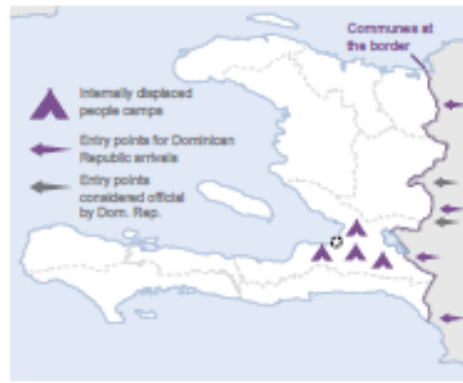 Communes at
the border
Internally displaced
people camps
Entry points for Dominican
Republic arrivals
Entry points
considered official
by Dom. Rep.